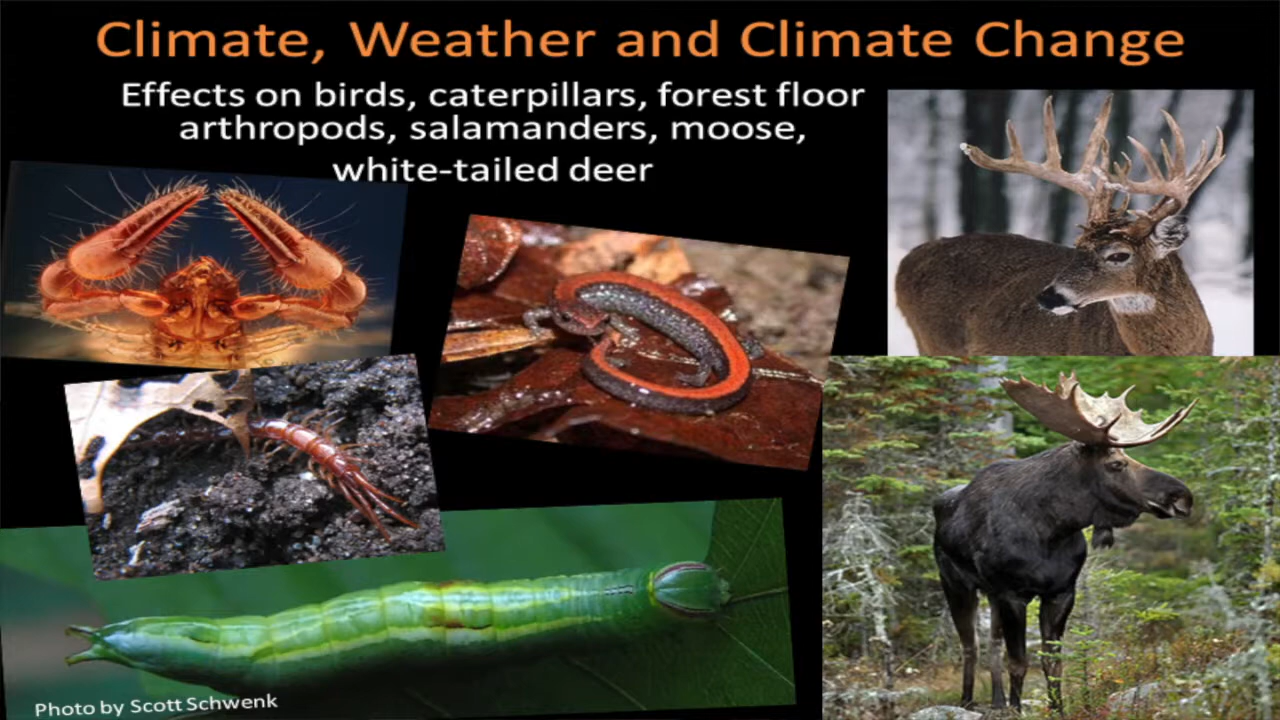 Climate, Weather and Climate Change
Effects on birds, caterpillars, forest floor
arthropods, salamanders, moose,
white-tailed deer
Photo by Scott Schwenk